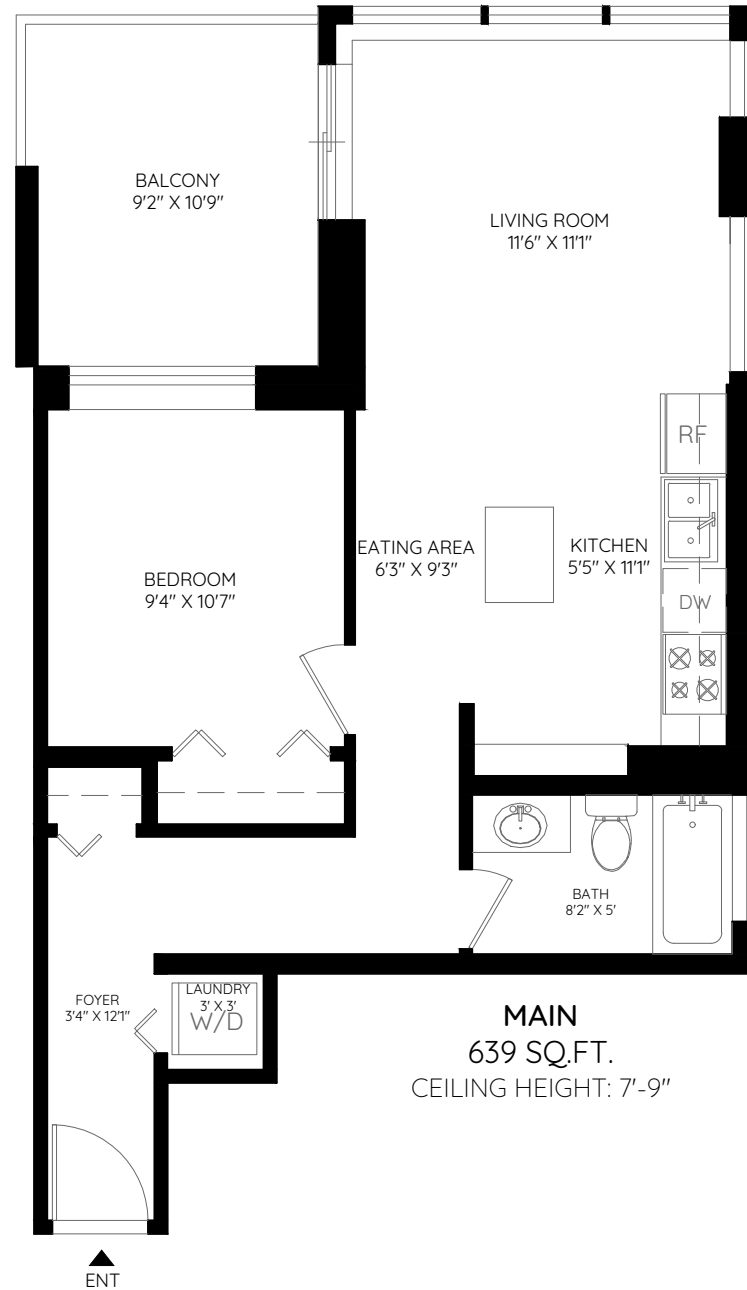 BALCONY
9'2" X 10'9"
LIVING ROOM
11'6" X 11'1"
RF
EATING AREA
6'3" X 9'3"
KITCHEN
5'5" X 11'1"
BEDROOM
9'4" X 10'7"
DW
BATH
8'2" X 5'
LAUNDRY
3' X 3'
W/D
FOYER
3'4" X 12'1"
MAIN
639 SQ.FT.
CEILING HEIGHT: 7'-9"
ENT